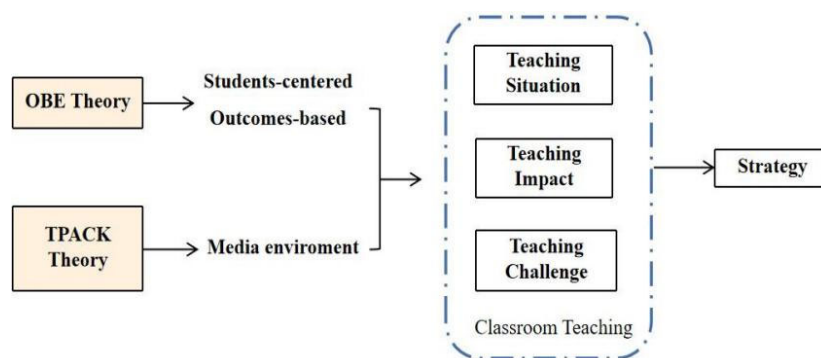 OBE Theory
Students-centered
Outcomes-based
TPACK
Theory
Media enviroment
Teaching
Situation
Teaching
Impact
Teaching
Challenge
Classroom Teaching
Strategy